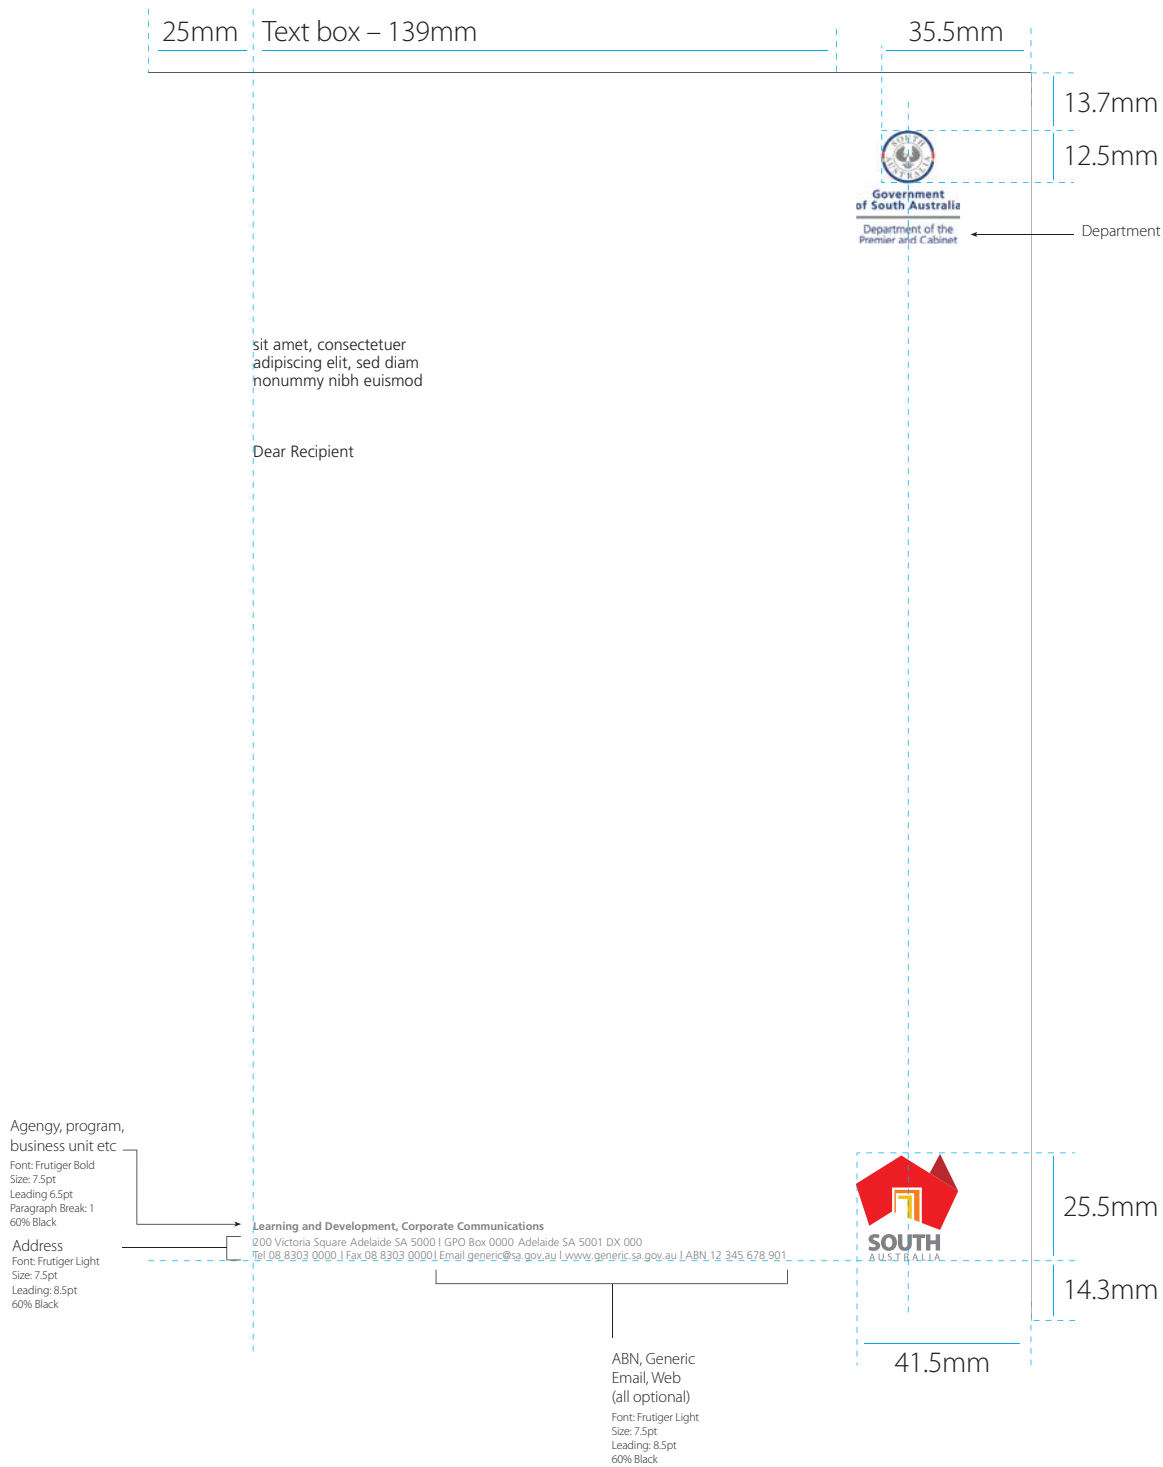 25mm Text box – 139mm 35.5mm
13.7mm
12.5mm
SOUTH AUSTRALIA
Government
of South Australia
Department of the
Premier and Cabinet
Department
sit amet, consectetuer
adipiscing elit, sed diam
nonummy nibh euismod
Dear Recipient
Agengy, program,
business unit etc
Font: Frutiger Bold
Size: 7.5pt
Leading 6.5pt
Paragraph Break: 1
60% Black
Address
Font: Frutiger Light
Size: 7.5pt
Leading: 8.5pt
60% Black
Learning and Development, Corporate Communications
200 Victoria Square Adelaide SA 5000 I GPO Box 0000 Adelaide SA 5001 DX 000
Tel 08 8303 0000 I Fax 08 8303 0000I Email generic@sa.gov.au I www.generic.sa.gov.au I ABN 12 345 678 901
SOUTH
AUSTRALIA
25.5mm
14.3mm
41.5mm
ABN, Generic
Email, Web
(all optional)
Font: Frutiger Light
Size: 7.5pt
Leading: 8.5pt
60% Black